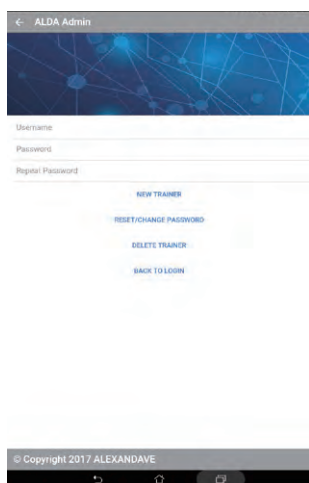 ALDA Admin
Username
Password
Repeat Password
NEW TRAINER
RESET/CHANGE PASSWORD
DELETE TRAINER
BACK TO LOGIN
© Copyright 2017 ALEXANDAVE